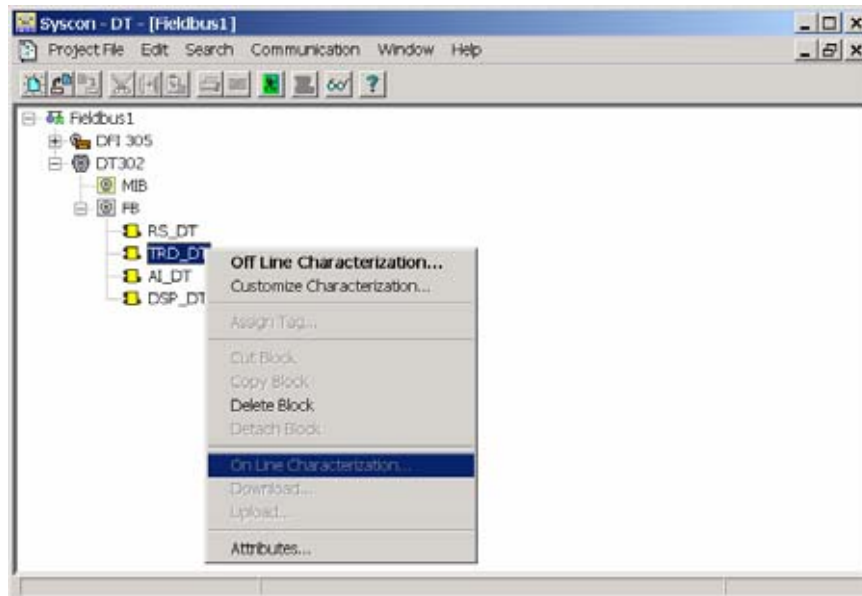 Syscon - DT - [Fieldbus1]
Project File Edit Search Communication Window Help
Fieldbus1
DFI 305
DT302
MIB
FB
RS_DT
TRD_DT
AI_DT
DSP_DT
Off Line Characterization...
Customize Characterization...
Assign Tag...
Cut Block
Copy Block
Delete Block
Detach Block
On Line Characterization...
Download...
Upload...
Attributes...